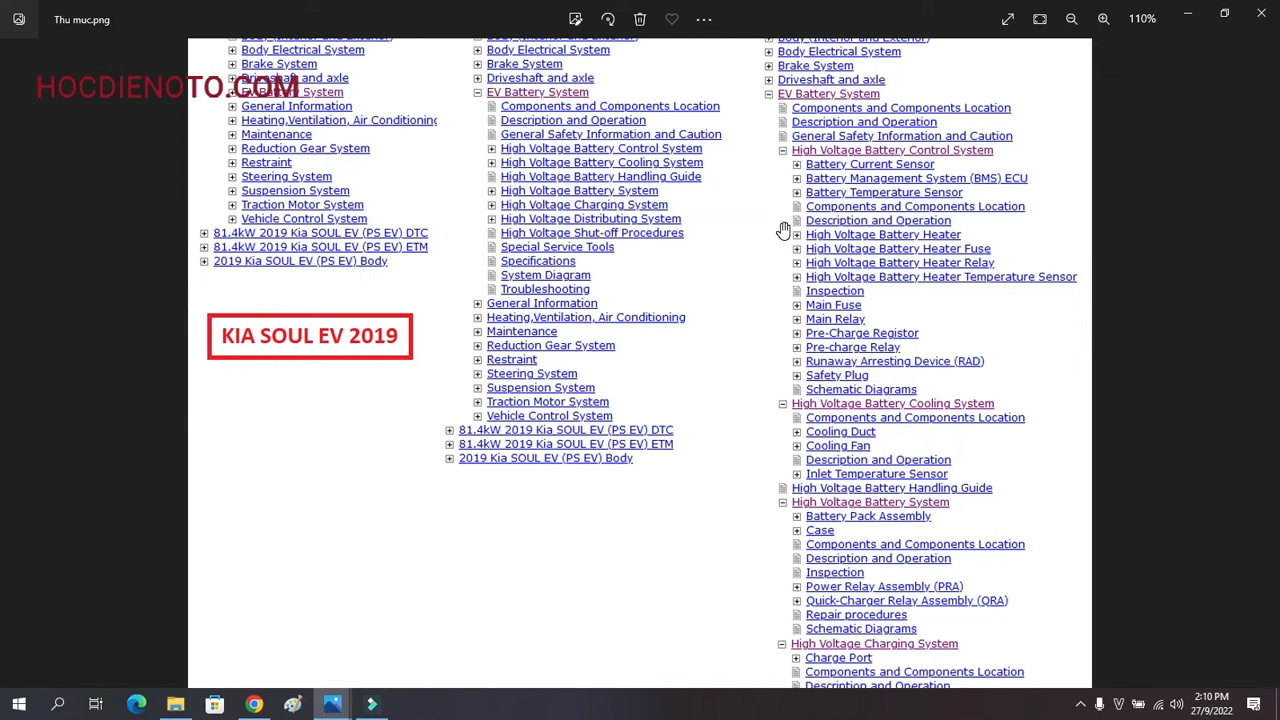 muc.png
110%
HOODIENOTO.COM
Body Electrical System
Brake System
Driveshaft and axle
EV Battery System
General Information
Heating,Ventilation, Air Conditioning
Maintenance
Reduction Gear System
Restraint
Steering System
Suspension System
Traction Motor System
Vehicle Control System
81.4kW 2019 Kia SOUL EV (PS EV) DTC
81.4kW 2019 Kia SOUL EV (PS EV) ETM
2019 Kia SOUL EV (PS EV) Body
KIA SOUL EV 2019
Body Electrical System
Brake System
Driveshaft and axle
EV Battery System
Components and Components Location
Description and Operation
General Safety Information and Caution
High Voltage Battery Control System
High Voltage Battery Cooling System
High Voltage Battery Handling Guide
High Voltage Battery System
High Voltage Charging System
High Voltage Distributing System
High Voltage Shut-off Procedures
Special Service Tools
Specifications
System Diagram
Troubleshooting
General Information
Heating,Ventilation, Air Conditioning
Maintenance
Reduction Gear System
Restraint
Steering System
Suspension System
Traction Motor System
Vehicle Control System
81.4kW 2019 Kia SOUL EV (PS EV) DTC
81.4kW 2019 Kia SOUL EV (PS EV) ETM
2019 Kia SOUL EV (PS EV) Body
Body (Interior and Exterior)
Body Electrical System
Brake System
Driveshaft and axle
EV Battery System
Components and Components Location
Description and Operation
General Safety Information and Caution
High Voltage Battery Control System
Battery Current Sensor
Battery Management System (BMS) ECU
Battery Temperature Sensor
Components and Components Location
Description and Operation
High Voltage Battery Heater
High Voltage Battery Heater Fuse
High Voltage Battery Heater Relay
High Voltage Battery Heater Temperature Sensor
Inspection
Main Fuse
Main Relay
Pre-Charge Registor
Pre-charge Relay
Runaway Arresting Device (RAD)
Safety Plug
Schematic Diagrams
High Voltage Battery Cooling System
Components and Components Location
Cooling Duct
Cooling Fan
Description and Operation
Inlet Temperature Sensor
High Voltage Battery Handling Guide
High Voltage Battery System
Battery Pack Assembly
Case
Components and Components Location
Description and Operation
Inspection
Power Relay Assembly (PRA)
Quick-Charger Relay Assembly (QRA)
Repair procedures
Schematic Diagrams
High Voltage Charging System
Charge Port
Components and Components Location
Description and Operation
2:10 PM
27/9/2022